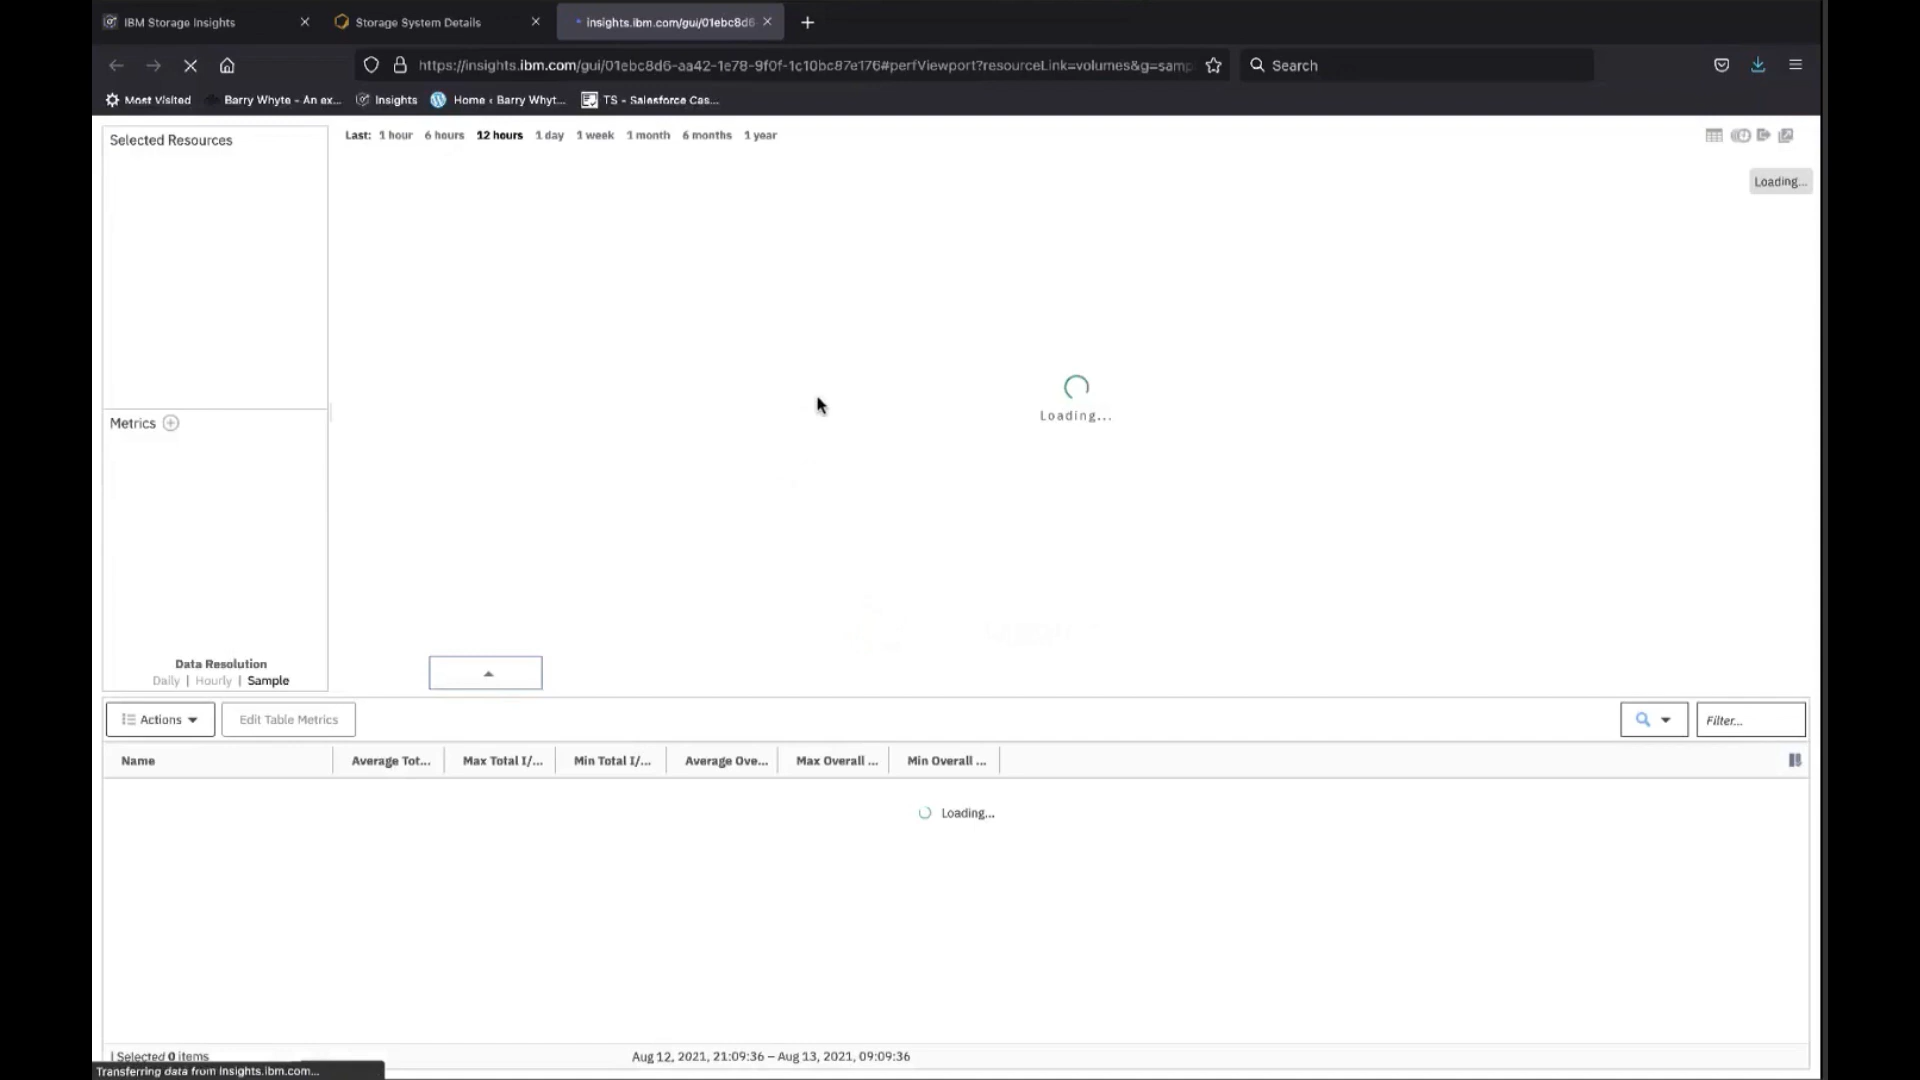 IBM Storage Insights
Storage System Details
insights.ibm.com/gui/01ebc8d6
https://insights.ibm.com/gui/01ebc8d6-aa42-1e78-9f0f-1c10bc87e176#perfViewport?resourceLink=volumes&g=samp
Search
Most Visited
Barry Whyte - An ex...
Insights
Home ‹ Barry Whyt...
TS - Salesforce Cas...
Selected Resources
Last: 1 hour 6 hours 12 hours 1 day 1 week 1 month 6 months 1 year
Loading...
Loading...
Metrics
Data Resolution
Daily | Hourly | Sample
Actions
Edit Table Metrics
Filter...
Name
Average Tot...
Max Total I/...
Min Total I/...
Average Ove...
Max Overall ...
Min Overall ...
Loading...
| Selected 0 items
Aug 12, 2021, 21:09:36 – Aug 13, 2021, 09:09:36
Transferring data from insights.ibm.com...